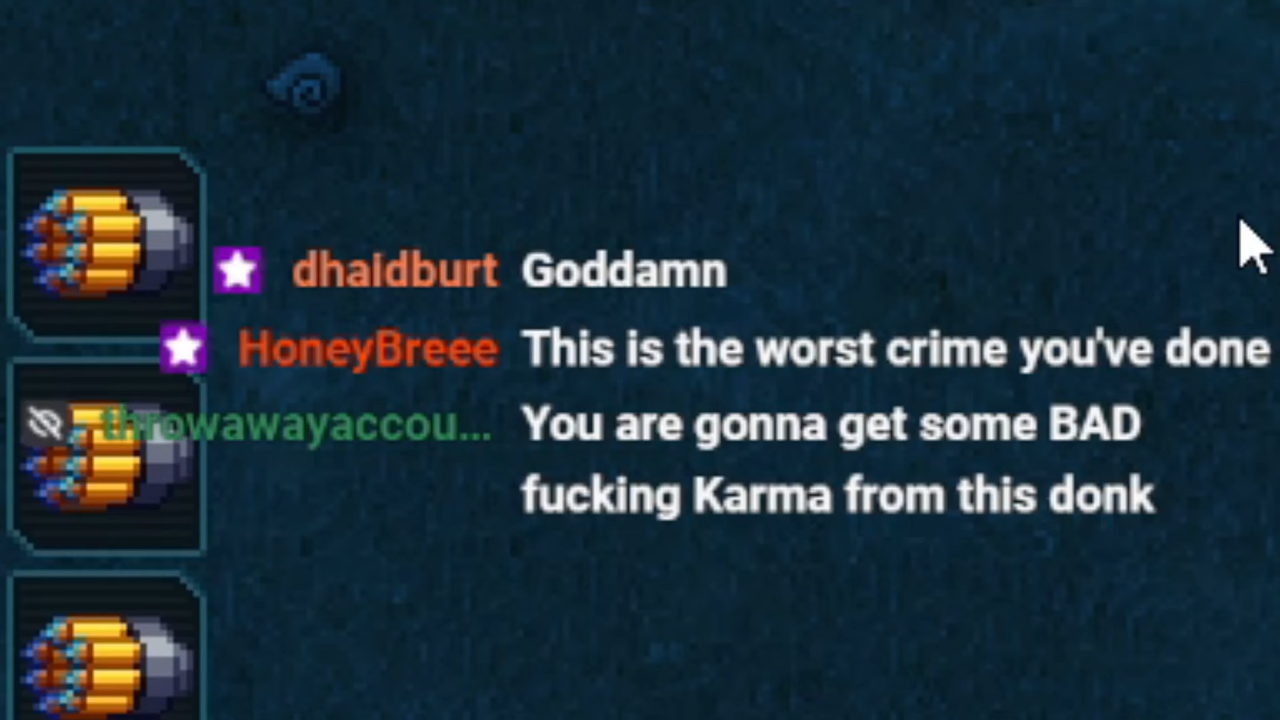 dhaidburt Goddamn
HoneyBreee This is the worst crime you've done
throwawayaccou... You are gonna get some BAD
fucking Karma from this donk